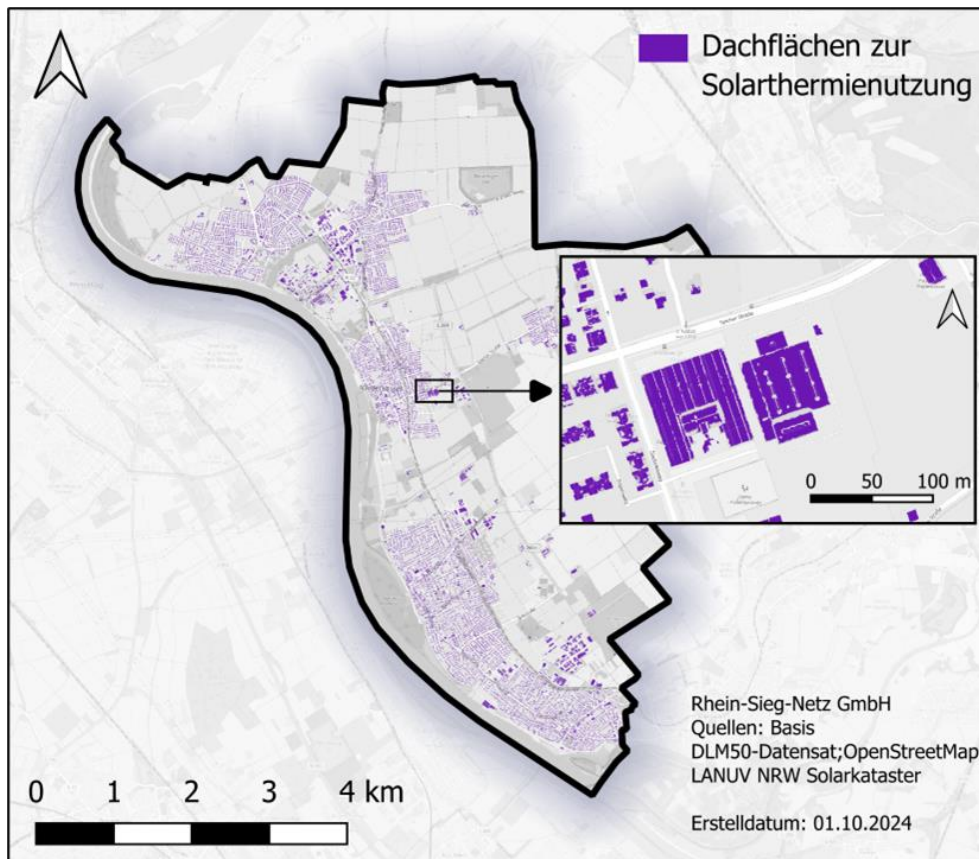 Dachflächen zur
Solarthermienutzung
0 50 100 m
Rhein-Sieg-Netz GmbH
Quellen: Basis
DLM50-Datensat;OpenStreetMap
LANUV NRW Solarkataster
Erstelldatum: 01.10.2024
0 1 2 3 4 km